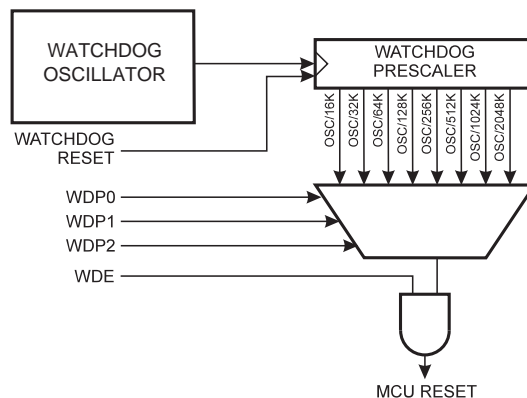 WATCHDOG
OSCILLATOR
WATCHDOG
PRESCALER
WATCHDOG
RESET
OSC/16K
OSC/32K
OSC/64K
OSC/128K
OSC/256K
OSC/512K
OSC/1024K
OSC/2048K
WDP0
WDP1
WDP2
WDE
MCU RESET